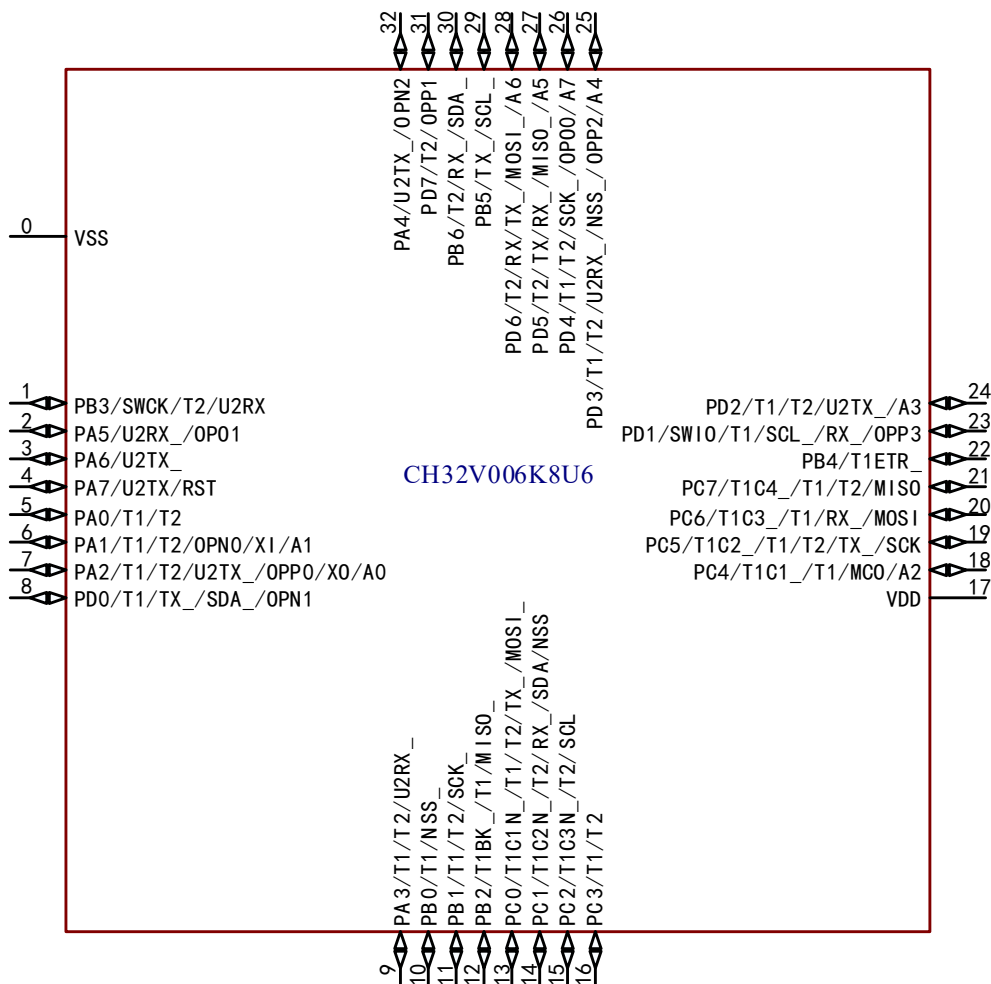 32
31
30
29
28
27
26
25
PA4/U2TX_/OPN2
PD7/T2/OPP1
PB6/T2/RX_/SDA_
PB5/TX_/SCL_
PD6/T2/RX/TX_/MOSI_/A6
PD5/T2/TX/RX_/MISO_/A5
PD4/T1/T2/SCK_/OPO0/A7
PD3/T1/T2/U2RX_/NSS_/OPP2/A4
0
VSS
1
PB3/SWCK/T2/U2RX
2
PA5/U2RX_/OPO1
3
PA6/U2TX_
4
PA7/U2TX/RST
5
PA0/T1/T2
6
PA1/T1/T2/OPN0/XI/A1
7
PA2/T1/T2/U2TX_/OPP0/XO/A0
8
PD0/T1/TX_/SDA_/OPN1
CH32V006K8U6
PD2/T1/T2/U2TX_/A3
24
PD1/SWIO/T1/SCL_/RX_/OPP3
23
PB4/T1ETR_
22
PC7/T1C4_/T1/T2/MISO
21
PC6/T1C3_/T1/RX_/MOSI
20
PC5/T1C2_/T1/T2/TX_/SCK
19
PC4/T1C1_/T1/MCO/A2
18
VDD
17
PA3/T1/T2/U2RX_
PB0/T1/NSS_
PB1/T1/T2/SCK_
PB2/T1BK_/T1/MISO_
PC0/T1C1N_/T1/T2/TX_/MOSI_
PC1/T1C2N_/T2/RX_/SDA/NSS
PC2/T1C3N_/T2/SCL
PC3/T1/T2
9
10
11
12
13
14
15
16